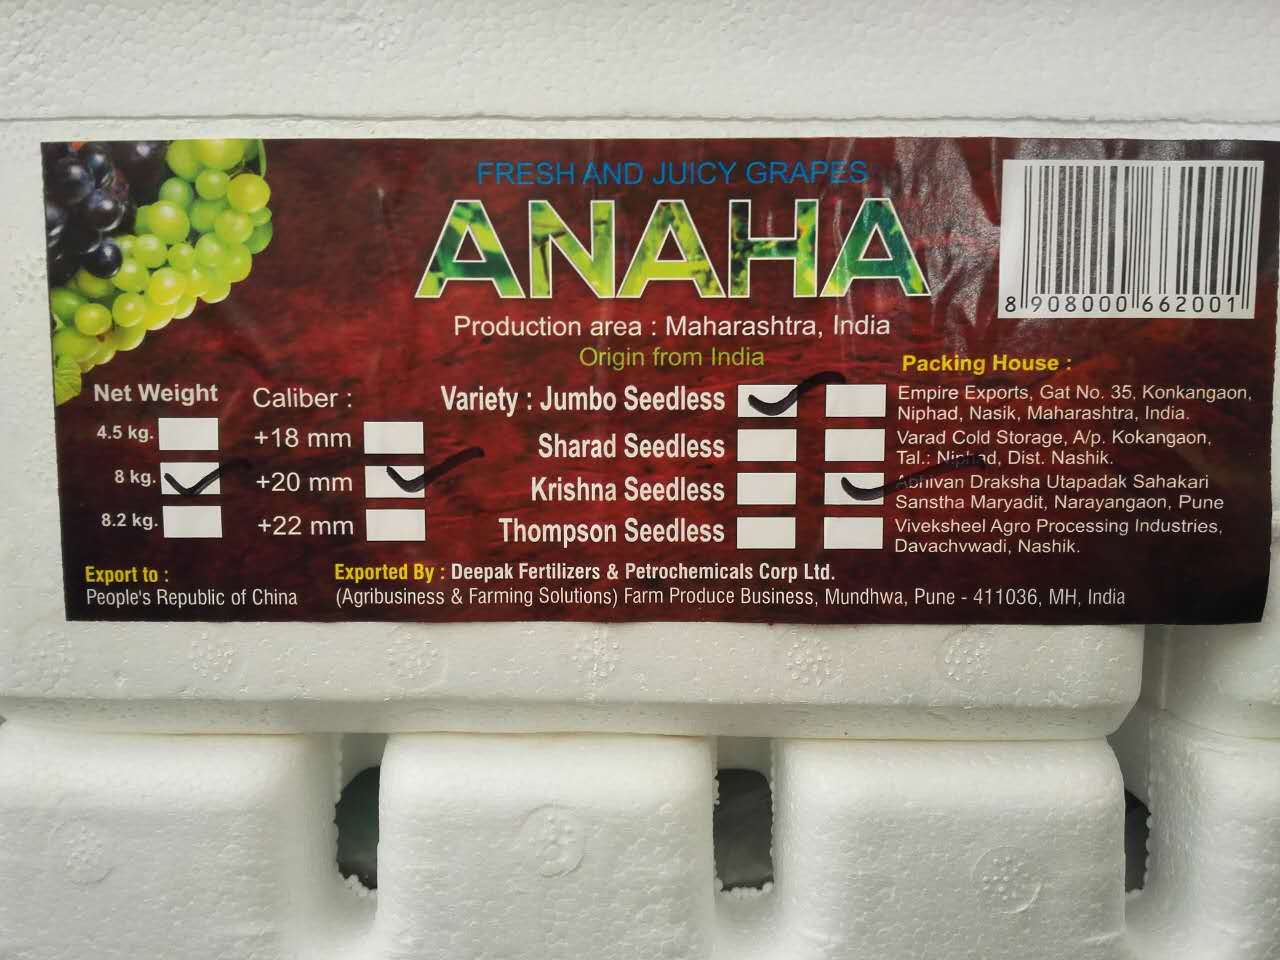 FRESH AND JUICY GRAPES
ANAHA
8 908000 662001
Production area : Maharashtra, India
Origin from India
Net Weight
4.5 kg.
8 kg.
8.2 kg.
Caliber :
+18 mm
+20 mm
+22 mm
Variety : Jumbo Seedless
Sharad Seedless
Krishna Seedless
Thompson Seedless
Packing House :
Empire Exports, Gat No. 35, Konkangaon,
Niphad, Nasik, Maharashtra, India.
Varad Cold Storage, A/p. Kokangaon,
Tal.: Niphad, Dist. Nashik.
Abhivan Draksha Utapadak Sahakari
Sanstha Maryadit, Narayangaon, Pune
Viveksheel Agro Processing Industries,
Davachvwadi, Nashik.
Export to :
People's Republic of China
Exported By : Deepak Fertilizers & Petrochemicals Corp Ltd.
(Agribusiness & Farming Solutions) Farm Produce Business, Mundhwa, Pune - 411036, MH, India